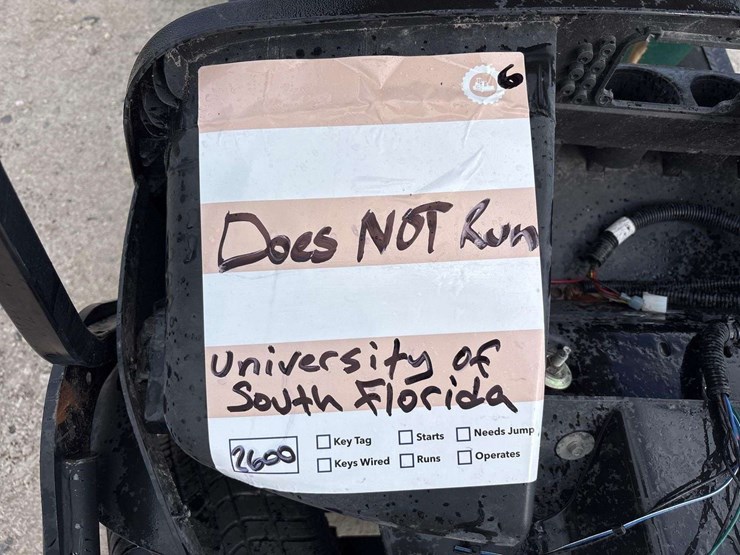 6
Does NOT Run
University of
South Florida
2600
Key Tag Starts Needs Jump
Keys Wired Runs Operates